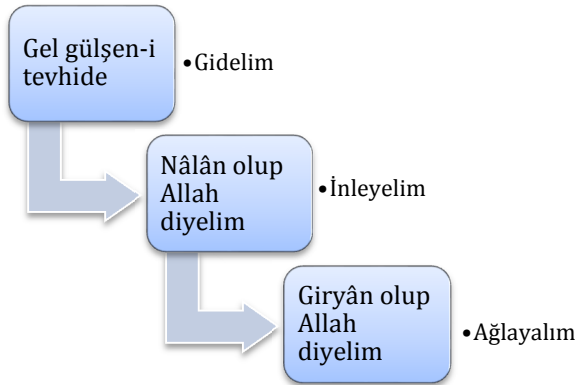 Gel gülşen-i
tevhide
•Gidelim
Nâlân olup
Allah
diyelim
•İnleyelim
Giryân olup
Allah
diyelim
•Ağlayalım